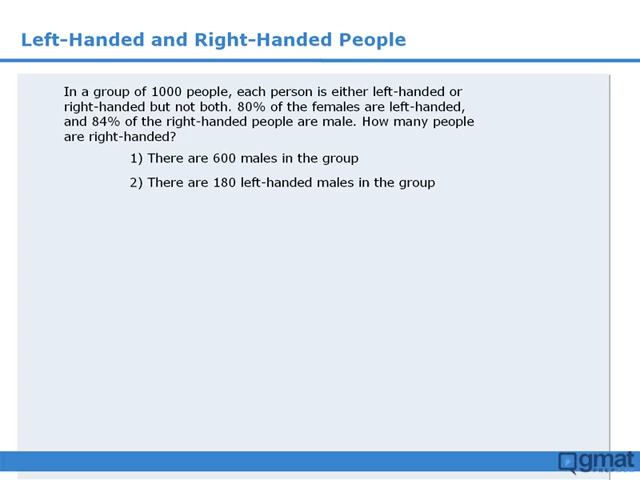 Left-Handed and Right-Handed People
In a group of 1000 people, each person is either left-handed or
right-handed but not both. 80% of the females are left-handed,
and 84% of the right-handed people are male. How many people
are right-handed?
1) There are 600 males in the group
2) There are 180 left-handed males in the group
gmat